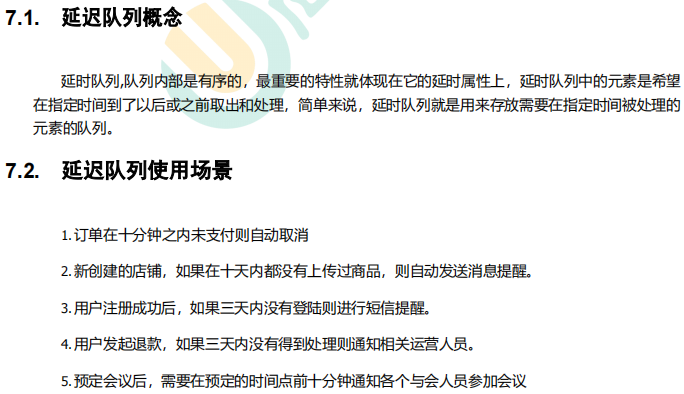 7.1. 延迟队列概念
延时队列,队列内部是有序的，最重要的特性就体现在它的延时属性上，延时队列中的元素是希望
在指定时间到了以后或之前取出和处理，简单来说，延时队列就是用来存放需要在指定时间被处理的
元素的队列。
7.2. 延迟队列使用场景
1.订单在十分钟之内未支付则自动取消
2.新创建的店铺，如果在十天内都没有上传过商品，则自动发送消息提醒。
3.用户注册成功后，如果三天内没有登陆则进行短信提醒。
4.用户发起退款，如果三天内没有得到处理则通知相关运营人员。
5.预定会议后，需要在预定的时间点前十分钟通知各个与会人员参加会议